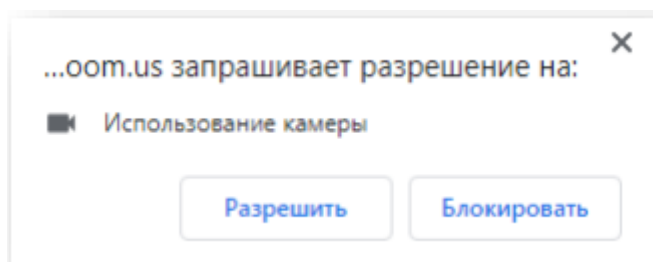 ...oom.us запрашивает разрешение на:
Использование камеры
Разрешить Блокировать